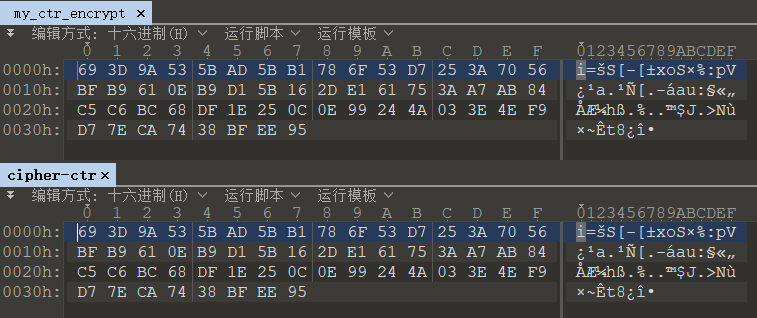 my_ctr_encrypt ×
编辑方式: 十六进制(H) 运行脚本 运行模板
0 1 2 3 4 5 6 7 8 9 A B C D E F 0123456789ABCDEF
0000h: 69 3D 9A 53 5B AD 5B B1 78 6F 53 D7 25 3A 70 56 i=šS[-[±xoS×%:pV
0010h: BF B9 61 0E B9 D1 5B 16 2D E1 61 75 3A A7 AB 84 ¿¹a.¹Ñ[.-áau:§«„
0020h: C5 C6 BC 68 DF 1E 25 0C 0E 99 24 4A 03 3E 4E F9 ÅÆ¼hß.%..™$J.>Nù
0030h: D7 7E CA 74 38 BF EE 95 ×~Êt8¿î•
cipher-ctr ×
编辑方式: 十六进制(H) 运行脚本 运行模板
0 1 2 3 4 5 6 7 8 9 A B C D E F 0123456789ABCDEF
0000h: 69 3D 9A 53 5B AD 5B B1 78 6F 53 D7 25 3A 70 56 i=šS[-[±xoS×%:pV
0010h: BF B9 61 0E B9 D1 5B 16 2D E1 61 75 3A A7 AB 84 ¿¹a.¹Ñ[.-áau:§«„
0020h: C5 C6 BC 68 DF 1E 25 0C 0E 99 24 4A 03 3E 4E F9 ÅÆ¼hß.%..™$J.>Nù
0030h: D7 7E CA 74 38 BF EE 95 ×~Êt8¿î•